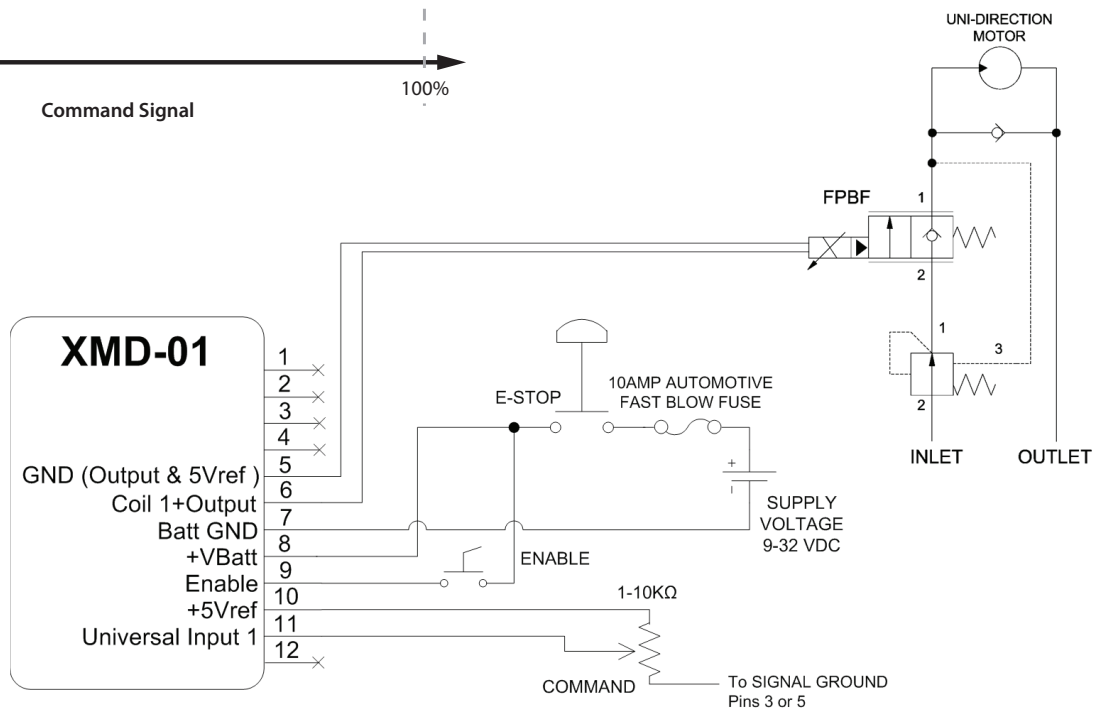 100%
Command Signal
UNI-DIRECTION
MOTOR
FPBF
1
2
1
3
2
INLET
OUTLET
XMD-01
1
2
3
4
GND (Output & 5Vref )
5
Coil 1+Output
6
Batt GND
7
+VBatt
8
Enable
9
+5Vref
10
Universal Input 1
11
12
E-STOP
10AMP AUTOMOTIVE
FAST BLOW FUSE
+
-
SUPPLY
VOLTAGE
9-32 VDC
ENABLE
1-10KΩ
COMMAND
To SIGNAL GROUND
Pins 3 or 5